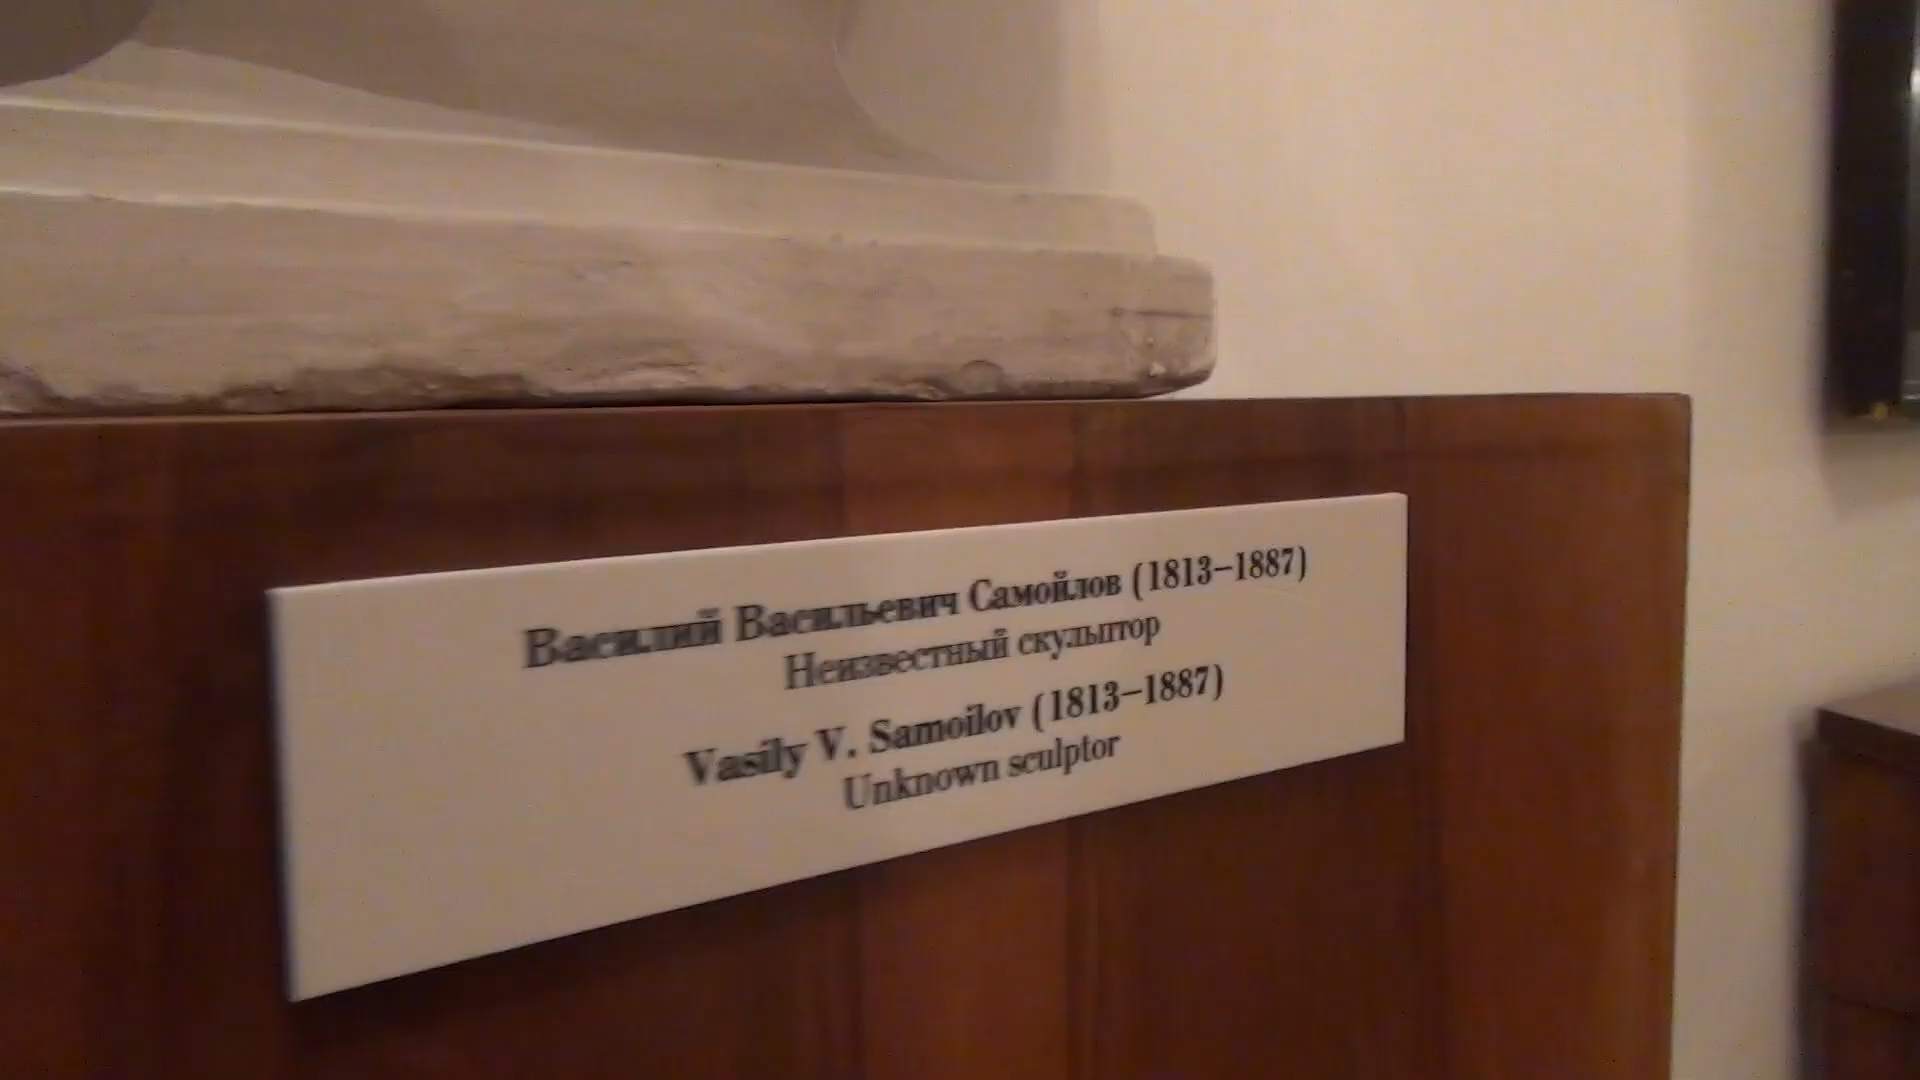 Василий Васильевич Самойлов (1813–1887)
Неизвестный скульптор
Vasily V. Samoilov (1813–1887)
Unknown sculptor